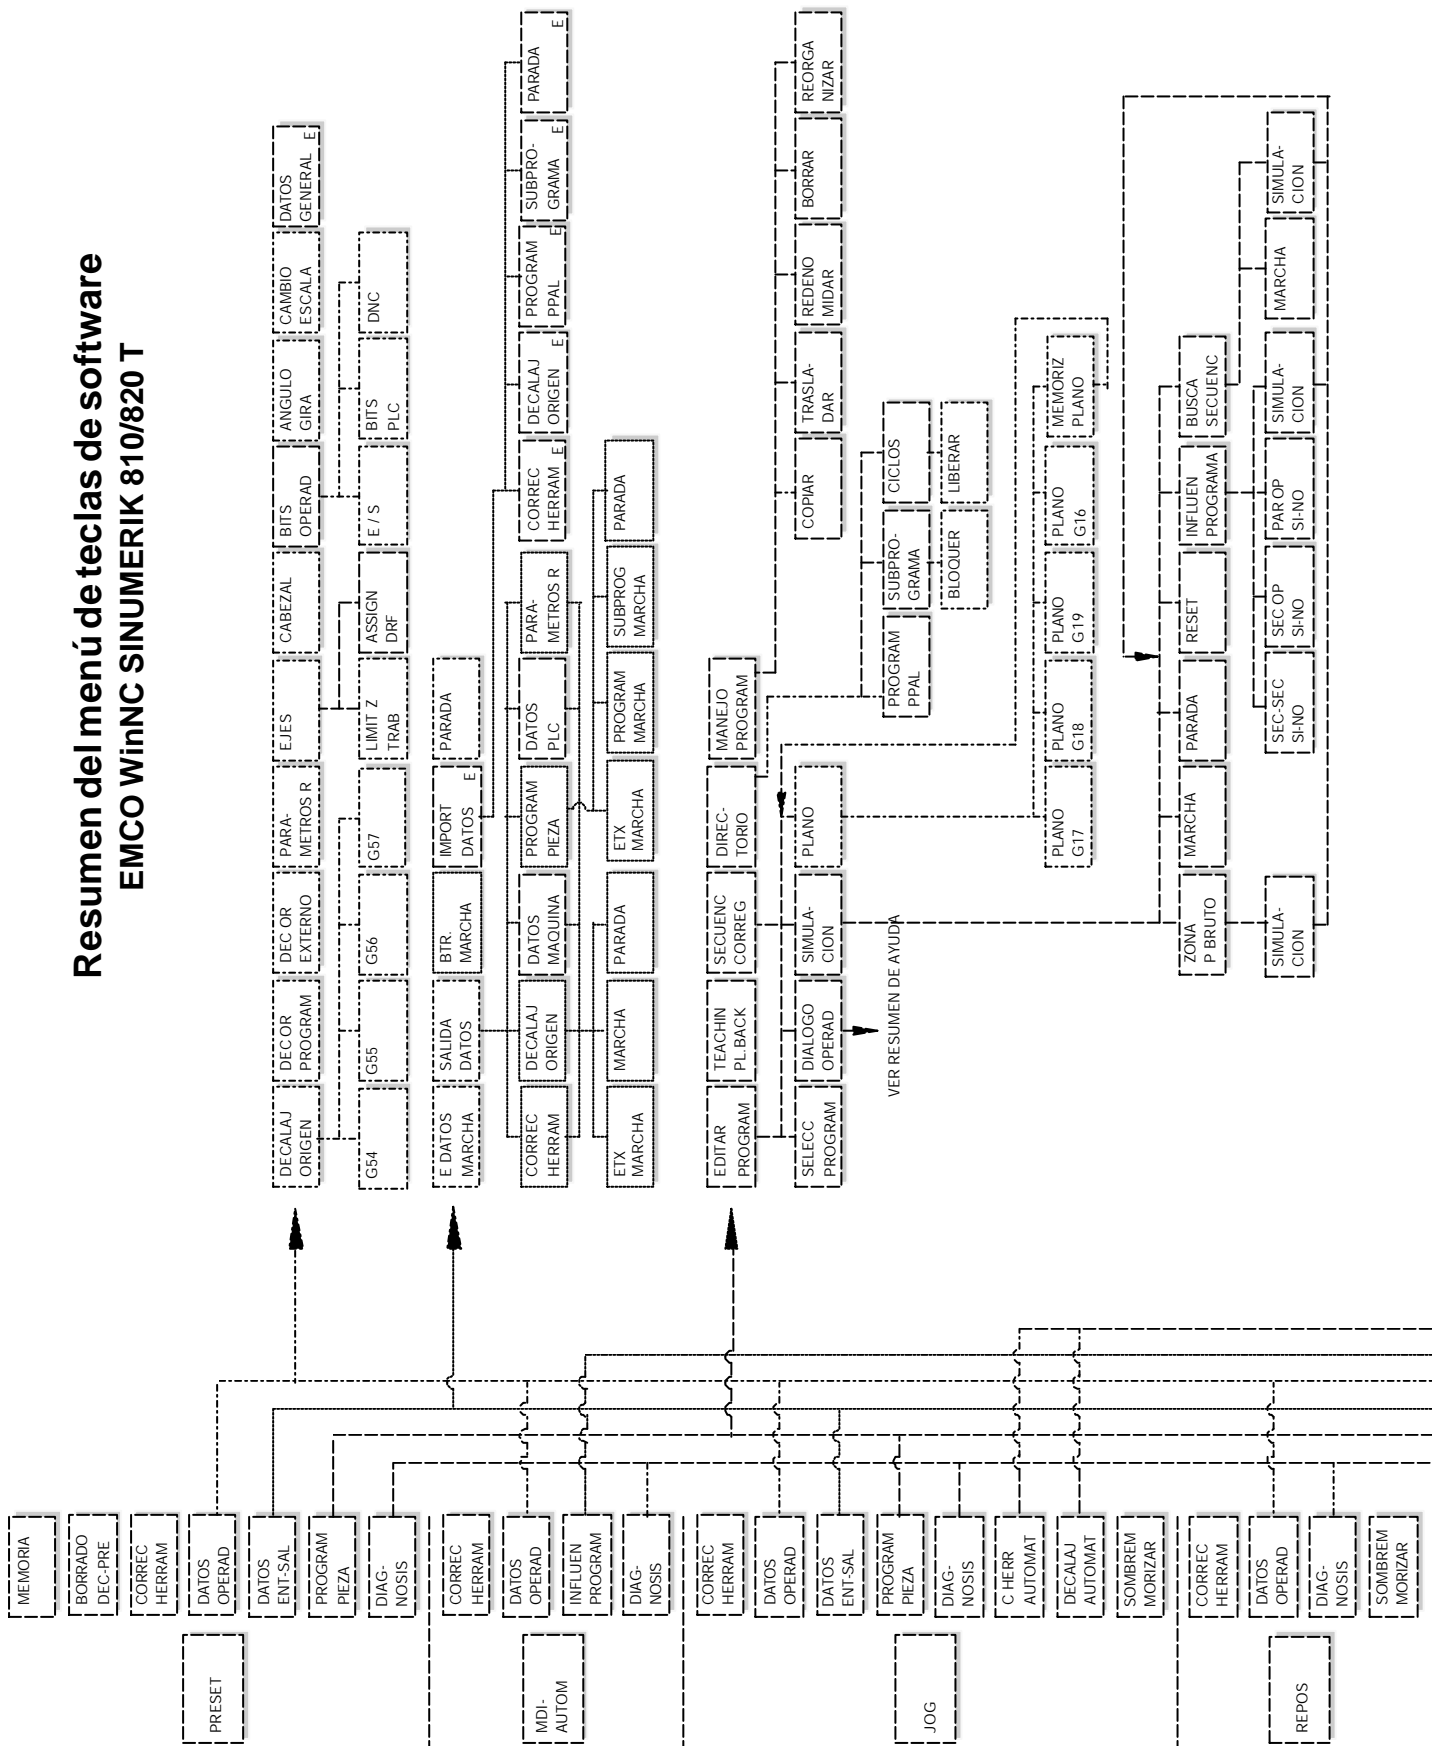 Resumen del menú de teclas de software
EMCO WinNC SINUMERIK 810/820 T
DECALAJ
ORIGEN
DECOR
PROGRAM
DECOR
EXTERNO
PARA-
METROS R
EJES
CABEZAL
BITS
OPERAD
ANGULO
GIRA
CAMBIO
ESCALA
DATOS
GENERAL E
G54
G55
G56
G57
LIMIT Z
TRAB
ASSIGN
DRF
E / S
BITS
PLC
DNC
E DATOS
MARCHA
SALIDA
DATOS
BTR.
MARCHA
IMPORT
DATOS E
PARADA
CORREC
HERRAM
DECALAJ
ORIGEN
DATOS
MAQUINA
PROGRAM
PIEZA
DATOS
PLC
PARA-
METROS R
CORREC
HERRAM E
DECALAJ
ORIGEN E
PROGRAM
PPAL E
SUBPRO-
GRAMA E
PARADA
E
ETX
MARCHA
MARCHA
PARADA
ETX
MARCHA
PROGRAM
MARCHA
SUBPROG
MARCHA
PARADA
EDITAR
PROGRAM
TEACHIN
PL.BACK
SECUENC
CORREG
DIREC-
TORIO
MANEJO
PROGRAM
SELECC
PROGRAM
DIALOGO
OPERAD
SIMULA-
CION
PLANO
COPIAR
TRASLA-
DAR
REDENO
MIDAR
BORRAR
REORGA
NIZAR
VER RESUMEN DE AYUDA
PROGRAM
PPAL
SUBPRO-
GRAMA
CICLOS
BLOQUER
LIBERAR
PLANO
G17
PLANO
G18
PLANO
G19
PLANO
G16
MEMORIZ
PLANO
ZONA
P BRUTO
MARCHA
PARADA
RESET
INFLUEN
PROGRAMA
BUSCA
SECUENC
SIMULA-
CION
SEC-SEC
SI-NO
SEC OP
SI-NO
PAR OP
SI-NO
SIMULA-
CION
MARCHA
SIMULA-
CION
PRESET
MEMORIA
BORRADO
DEC-PRE
CORREC
HERRAM
DATOS
OPERAD
DATOS
ENT-SAL
PROGRAM
PIEZA
DIAG-
NOSIS
MDI-
AUTOM
CORREC
HERRAM
DATOS
OPERAD
INFLUEN
PROGRAM
DIAG-
NOSIS
JOG
CORREC
HERRAM
DATOS
OPERAD
DATOS
ENT-SAL
PROGRAM
PIEZA
DIAG-
NOSIS
C HERR
AUTOMAT
DECALAJ
AUTOMAT
SOMBREM
MORIZAR
REPOS
CORREC
HERRAM
DATOS
OPERAD
DIAG-
NOSIS
SOMBREM
MORIZAR